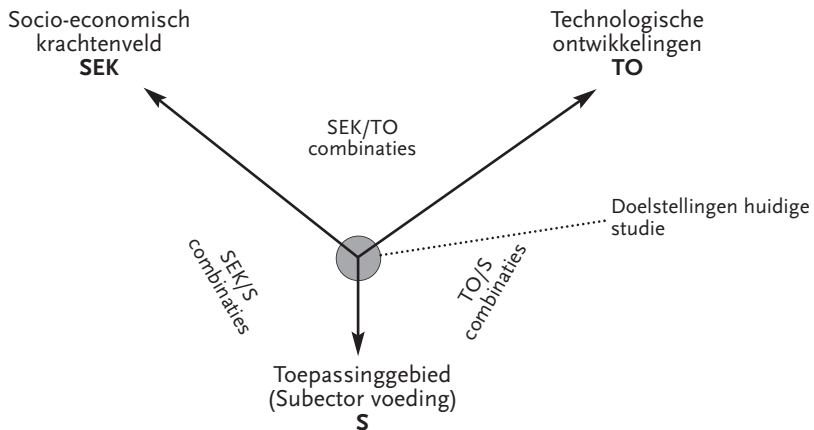 Socio-economisch
krachtenveld
SEK
Technologische
ontwikkelingen
TO
SEK/TO
combinaties
Doelstellingen huidige
studie
SEK/S
combinaties
TO/S
combinaties
Toepassinggebied
(Subector voeding)
S